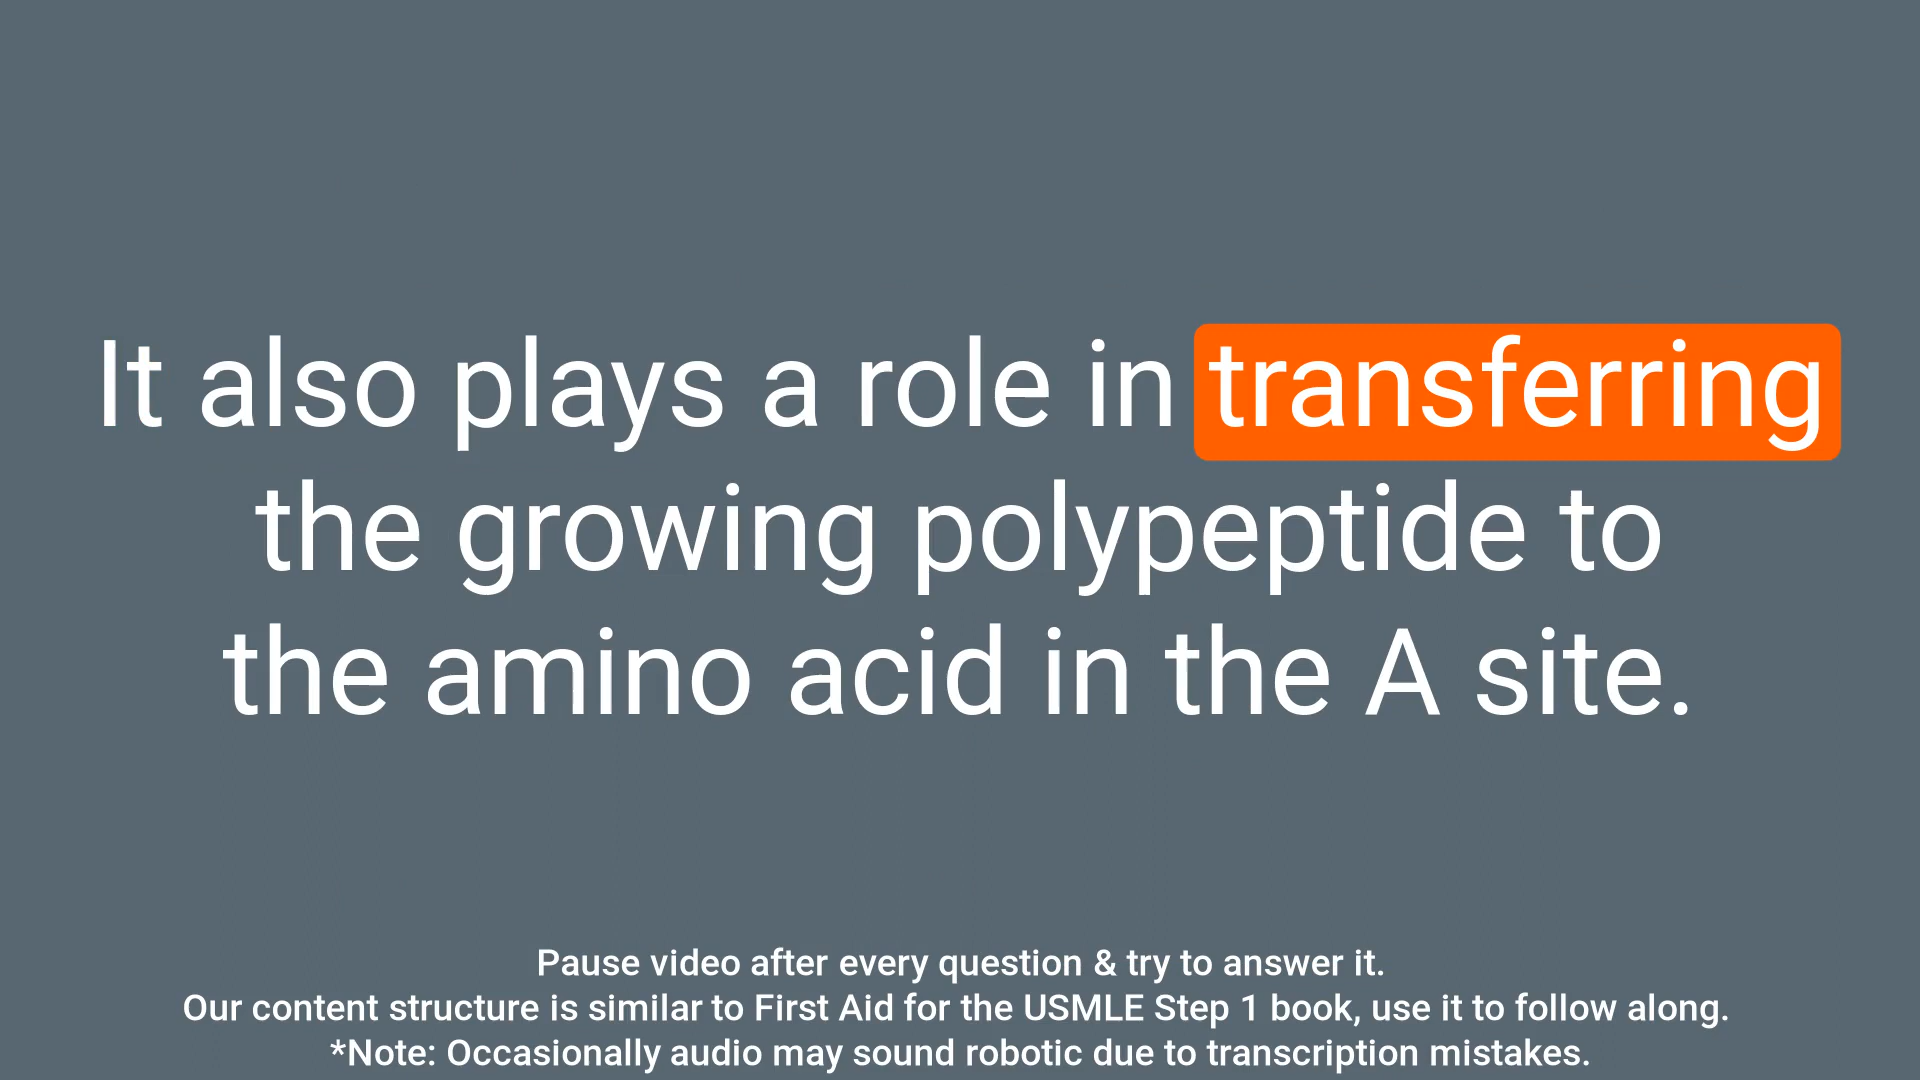 It also plays a role in transferring
the growing polypeptide to
the amino acid in the A site.
Pause video after every question & try to answer it.
Our content structure is similar to First Aid for the USMLE Step 1 book, use it to follow along.
*Note: Occasionally audio may sound robotic due to transcription mistakes.